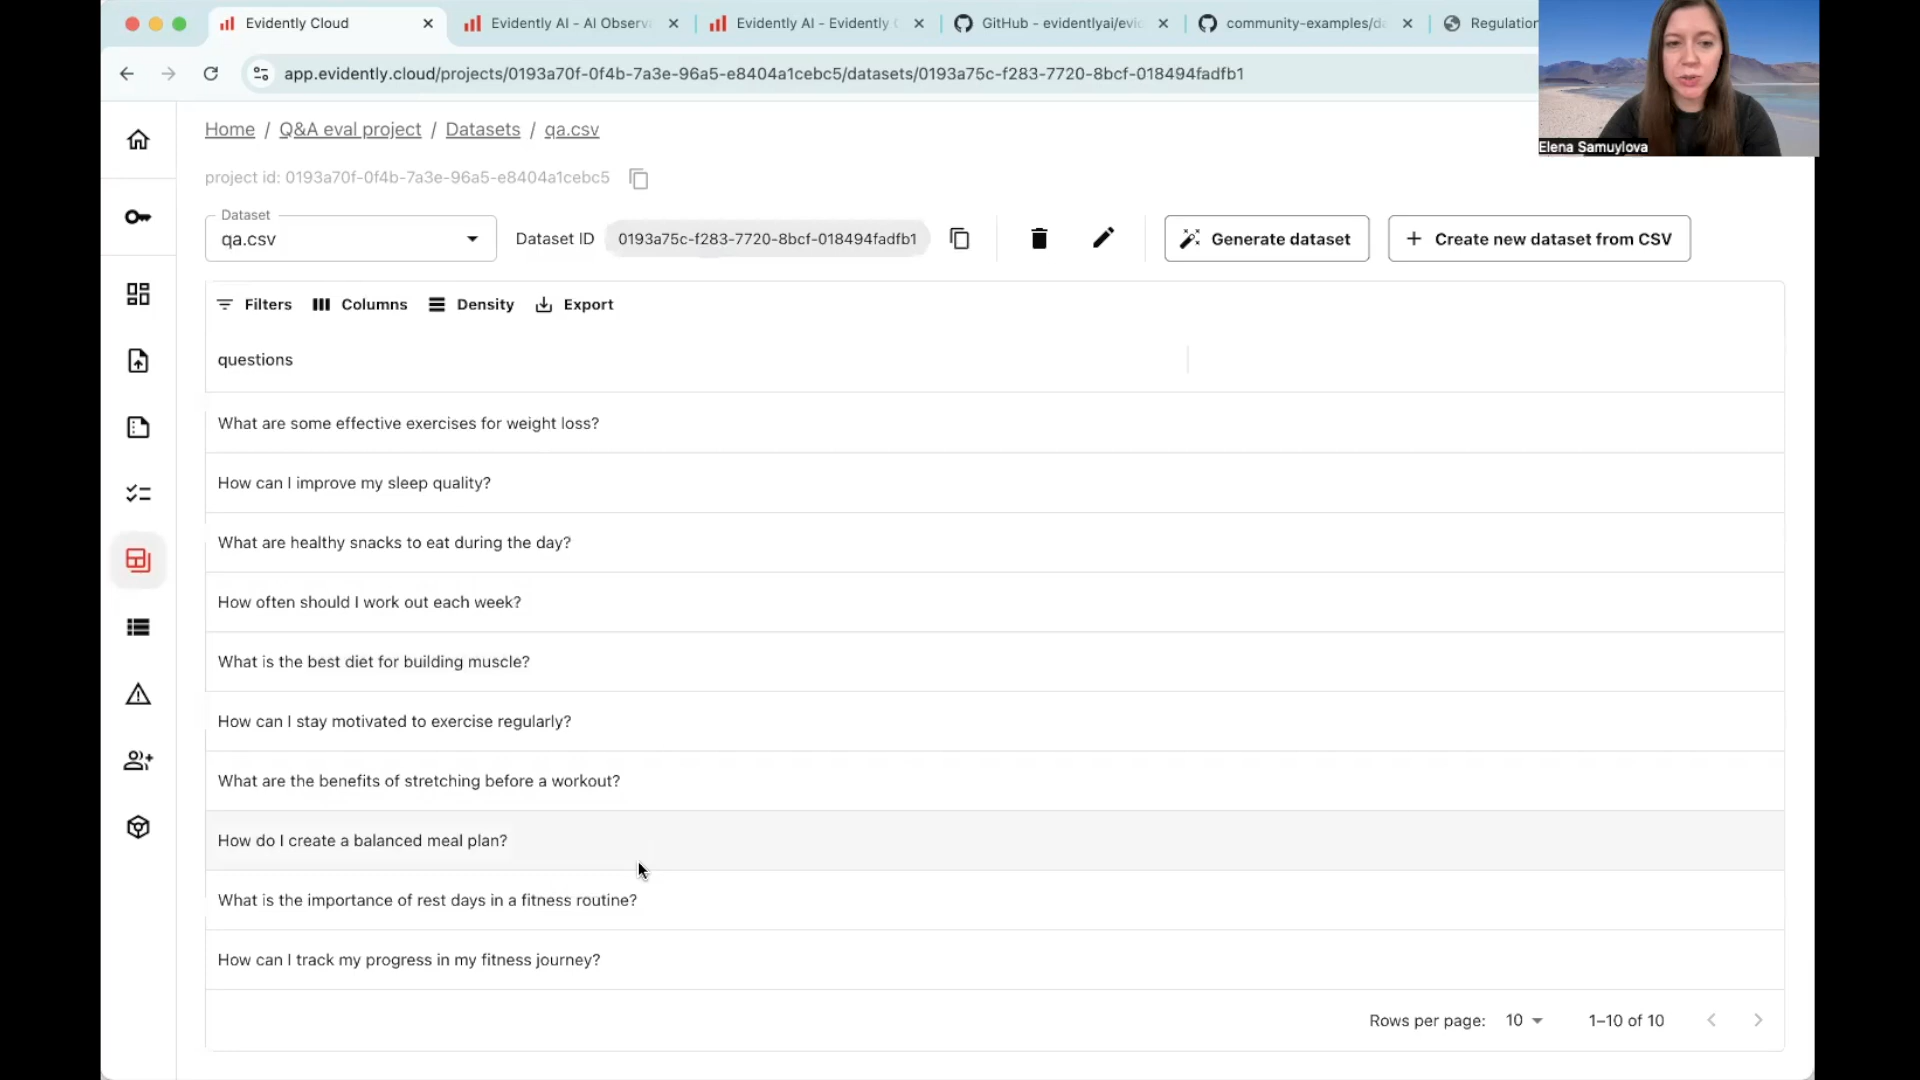 Evidently Cloud
Evidently AI - AI Observ
Evidently AI - Evidently
GitHub - evidentlyai/evi
community-examples/d
Regulation
app.evidently.cloud/projects/0193a70f-0f4b-7a3e-96a5-e8404a1cebc5/datasets/0193a75c-f283-7720-8bcf-018494fadfb1
Elena Samuylova
Home / Q&A eval project / Datasets / qa.csv
project id: 0193a70f-0f4b-7a3e-96a5-e8404a1cebc5
Dataset
qa.csv
Dataset ID 0193a75c-f283-7720-8bcf-018494fadfb1
Generate dataset
+ Create new dataset from CSV
Filters Columns Density Export
questions
What are some effective exercises for weight loss?
How can I improve my sleep quality?
What are healthy snacks to eat during the day?
How often should I work out each week?
What is the best diet for building muscle?
How can I stay motivated to exercise regularly?
What are the benefits of stretching before a workout?
How do I create a balanced meal plan?
What is the importance of rest days in a fitness routine?
How can I track my progress in my fitness journey?
Rows per page: 10 1–10 of 10